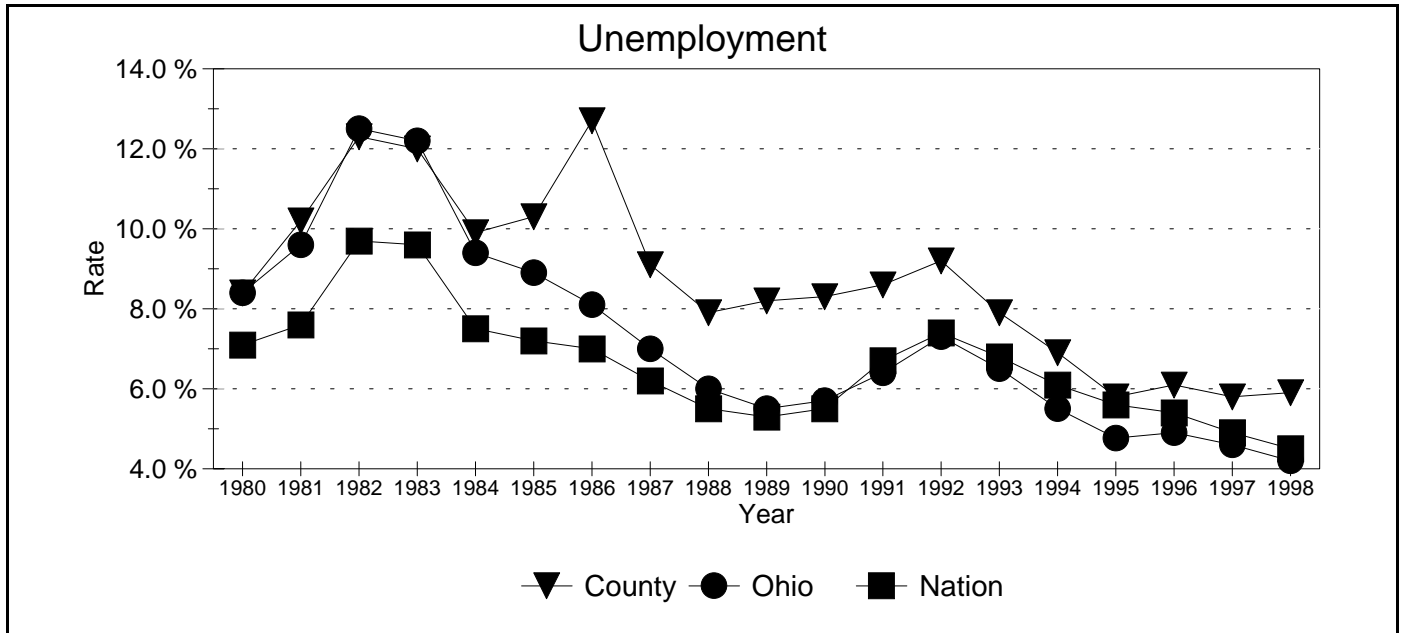 Unemployment
14.0 %
12.0 %
10.0 %
8.0 %
6.0 %
4.0 %
Rate
1980 1981 1982 1983 1984 1985 1986 1987 1988 1989 1990 1991 1992 1993 1994 1995 1996 1997 1998
Year
County Ohio Nation